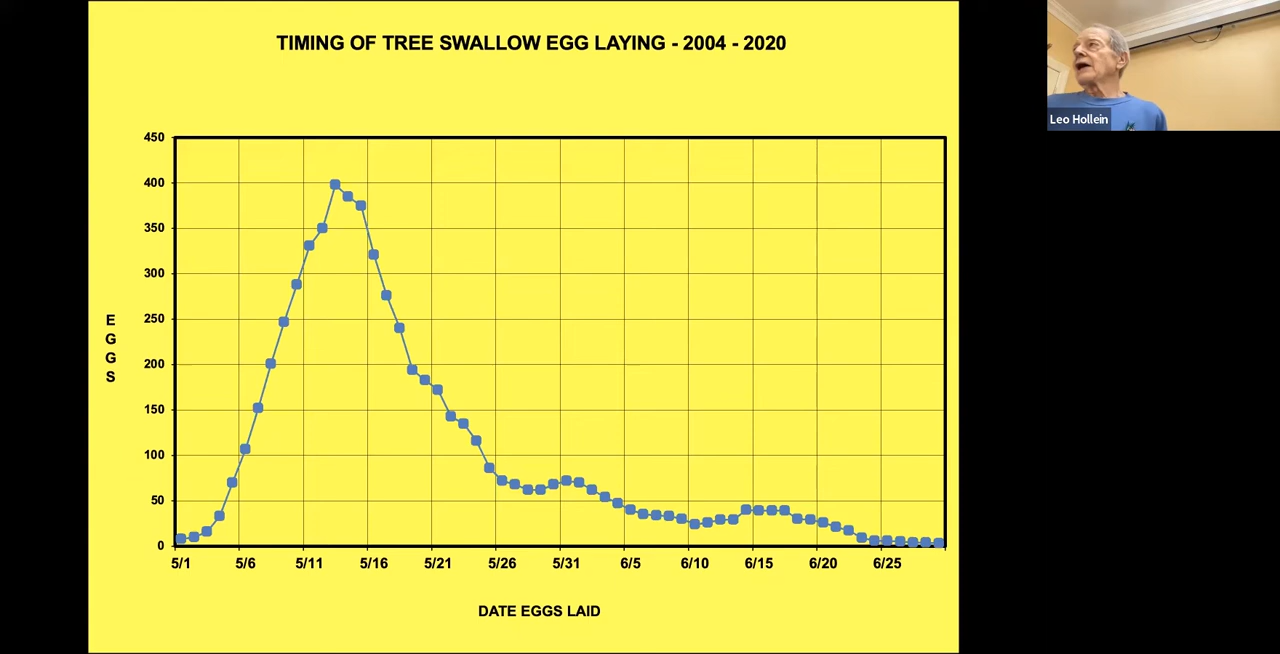 TIMING OF TREE SWALLOW EGG LAYING - 2004 - 2020
Leo Hollein
450
400
350
300
250
200
150
100
50
0
E
G
G
S
5/1 5/6 5/11 5/16 5/21 5/26 5/31 6/5 6/10 6/15 6/20 6/25
DATE EGGS LAID